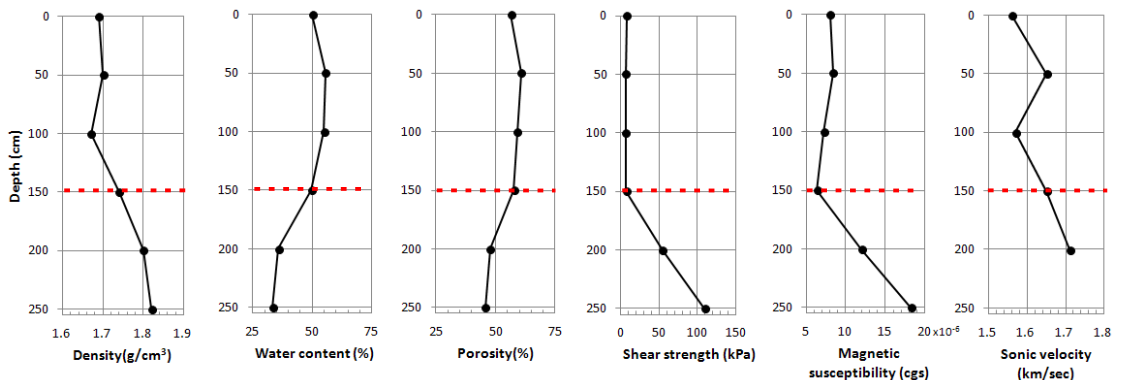 0
50
100
150
200
250
1.6 1.7 1.8 1.9
Depth (cm)
Density(g/cm³)
0
50
100
150
200
250
25 50 75
Water content (%)
0
50
100
150
200
250
25 50 75
Porosity(%)
0
50
100
150
200
250
0 50 100 150
Shear strength (kPa)
0
50
100
150
200
250
5 10 15 20 x10⁻⁶
Magnetic
susceptibility (cgs)
0
50
100
150
200
250
1.5 1.6 1.7 1.8
Sonic velocity
(km/sec)